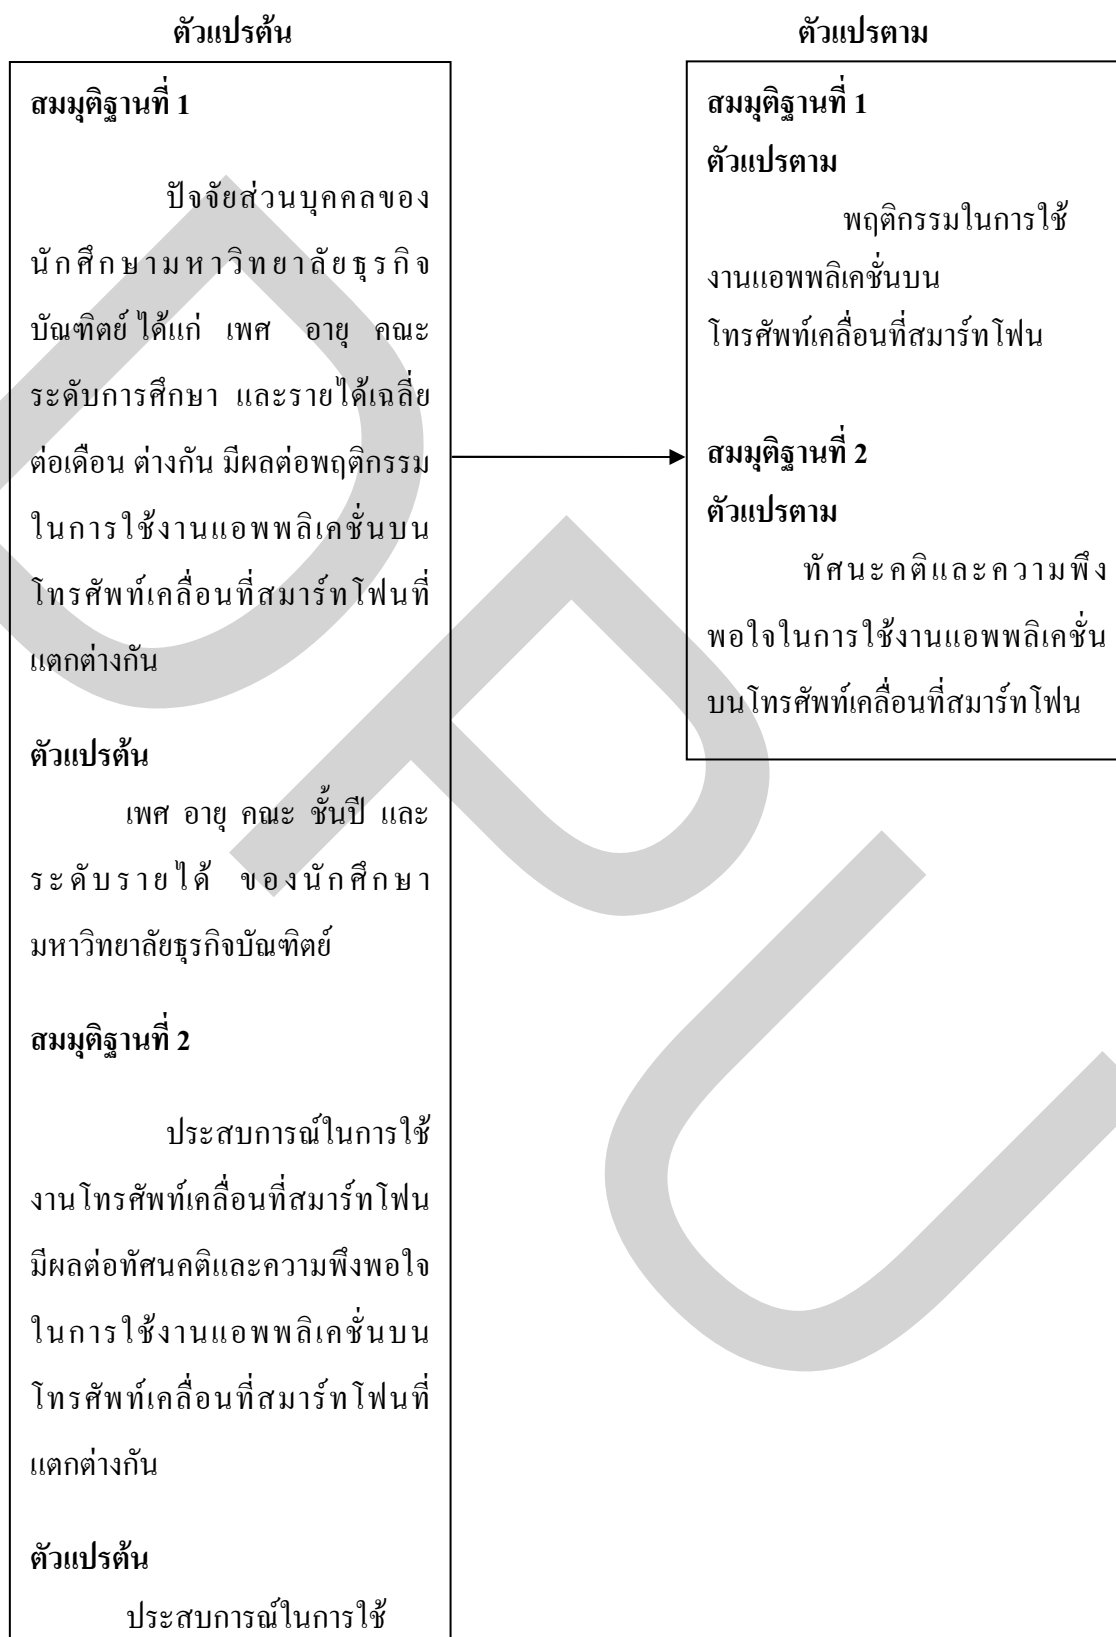 ตัวแปรต้น
สมมุติฐานที่ 1
ปัจจัยส่วนบุคคลของ
นักศึกษามหาวิทยาลัยธุรกิจ
บัณฑิตย์ ได้แก่ เพศ อายุ คณะ
ระดับการศึกษา และรายได้เฉลี่ย
ต่อเดือน ต่างกัน มีผลต่อพฤติกรรม
ในการใช้งานแอพพลิเคชั่นบน
โทรศัพท์เคลื่อนที่สมาร์ทโฟนที่
แตกต่างกัน
ตัวแปรต้น
เพศ อายุ คณะ ชั้นปี และ
ระดับรายได้ ของนักศึกษา
มหาวิทยาลัยธุรกิจบัณฑิตย์
สมมุติฐานที่ 2
ประสบการณ์ในการใช้
งานโทรศัพท์เคลื่อนที่สมาร์ทโฟน
มีผลต่อทัศนคติและความพึงพอใจ
ในการใช้งานแอพพลิเคชั่นบน
โทรศัพท์เคลื่อนที่สมาร์ทโฟนที่
แตกต่างกัน
ตัวแปรต้น
ประสบการณ์ในการใช้
ตัวแปรตาม
สมมุติฐานที่ 1
ตัวแปรตาม
พฤติกรรมในการใช้
งานแอพพลิเคชั่นบน
โทรศัพท์เคลื่อนที่สมาร์ทโฟน
สมมุติฐานที่ 2
ตัวแปรตาม
ทัศนะคติและความพึง
พอใจในการใช้งานแอพพลิเคชั่น
บนโทรศัพท์เคลื่อนที่สมาร์ทโฟน
DPU